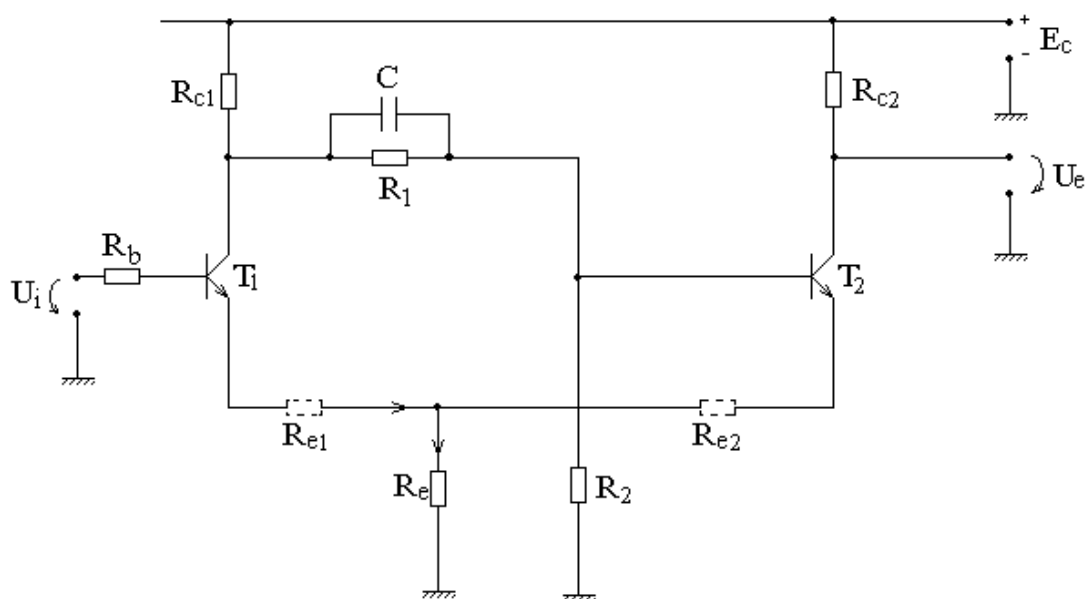 +
E_c
-
R_c1
C
R_c2
R_1
U_e
R_b
T_1
T_2
U_i
R_e1
R_e2
R_e
R_2